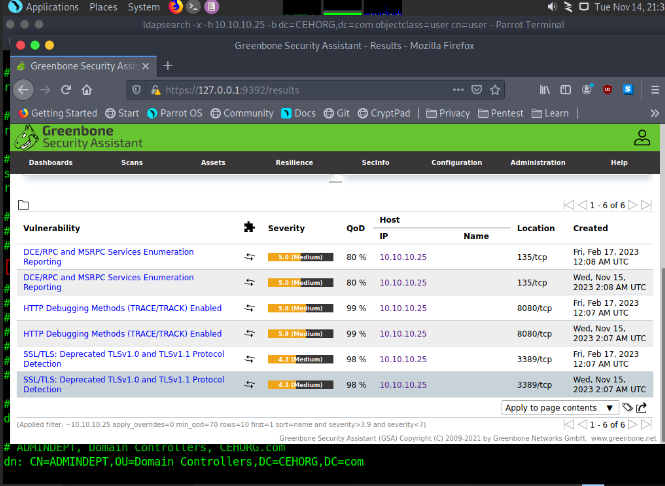 Applications Places System Tue Nov 14, 21:3
ldapsearch -x -h 10.10.10.25 -b dc=CEHORG,dc=com objectclass=user cn=user - Parrot Terminal
Greenbone Security Assistant - Results - Mozilla Firefox
Greenbone Security Assis
https://127.0.0.1:9392/results
Getting Started Start Parrot OS Community Docs Git CryptPad Privacy Pentest Learn
Greenbone
Security Assistant
Dashboards Scans Assets Resilience SecInfo Configuration Administration Help
1 - 6 of 6
Vulnerability Severity QoD Host Location Created
IP Name
DCE/RPC and MSRPC Services Enumeration Reporting 5.0 (Medium) 80 % 10.10.10.25 135/tcp Fri, Feb 17, 2023 12:08 AM UTC
DCE/RPC and MSRPC Services Enumeration Reporting 5.0 (Medium) 80 % 10.10.10.25 135/tcp Wed, Nov 15, 2023 2:08 AM UTC
HTTP Debugging Methods (TRACE/TRACK) Enabled 5.8 (Medium) 99 % 10.10.10.25 8080/tcp Fri, Feb 17, 2023 12:07 AM UTC
HTTP Debugging Methods (TRACE/TRACK) Enabled 5.8 (Medium) 99 % 10.10.10.25 8080/tcp Wed, Nov 15, 2023 2:07 AM UTC
SSL/TLS: Deprecated TLSv1.0 and TLSv1.1 Protocol Detection 4.3 (Medium) 98 % 10.10.10.25 3389/tcp Fri, Feb 17, 2023 12:07 AM UTC
SSL/TLS: Deprecated TLSv1.0 and TLSv1.1 Protocol Detection 4.3 (Medium) 98 % 10.10.10.25 3389/tcp Wed, Nov 15, 2023 2:07 AM UTC
Apply to page contents
(Applied filter: ~10.10.10.25 apply_overrides=0 min_qod=70 rows=10 first=1 sort=name and severity>3.9 and severity<7) 1 - 6 of 6
Greenbone Security Assistant (GSA) Copyright (C) 2009-2021 by Greenbone Networks GmbH, www.greenbone.net
# ADMINDEPT, Domain Controllers, CEHORG.com
dn: CN=ADMINDEPT,OU=Domain Controllers,DC=CEHORG,DC=com